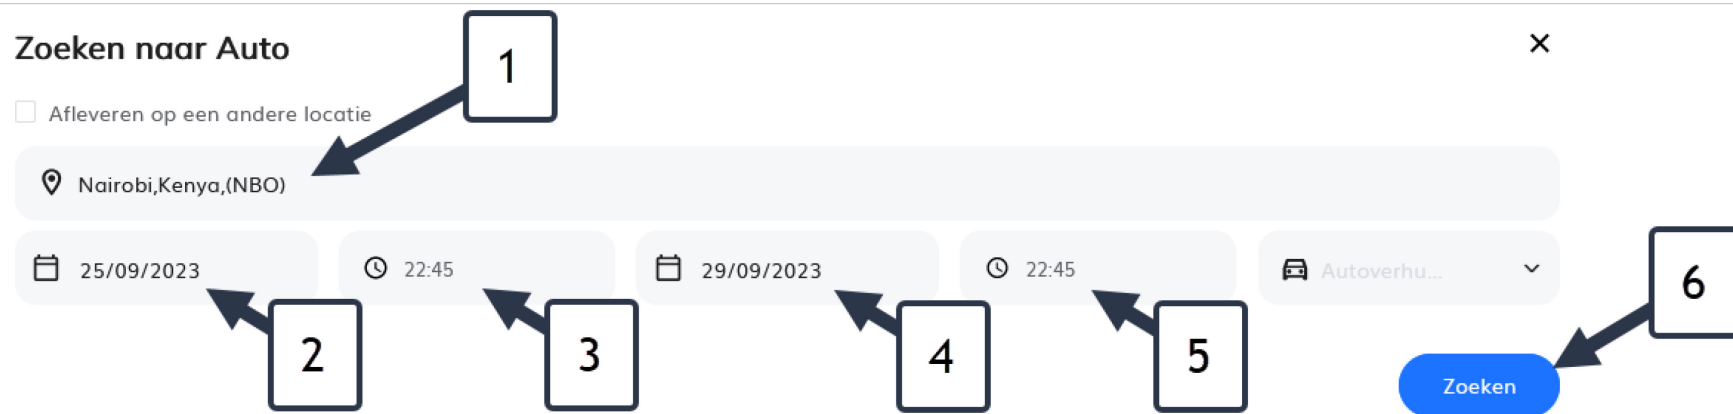 Zoeken naar Auto
1
Afleveren op een andere locatie
Nairobi,Kenya,(NBO)
25/09/2023 22:45 29/09/2023 22:45 Autoverhu...
6
2 3 4 5
Zoeken